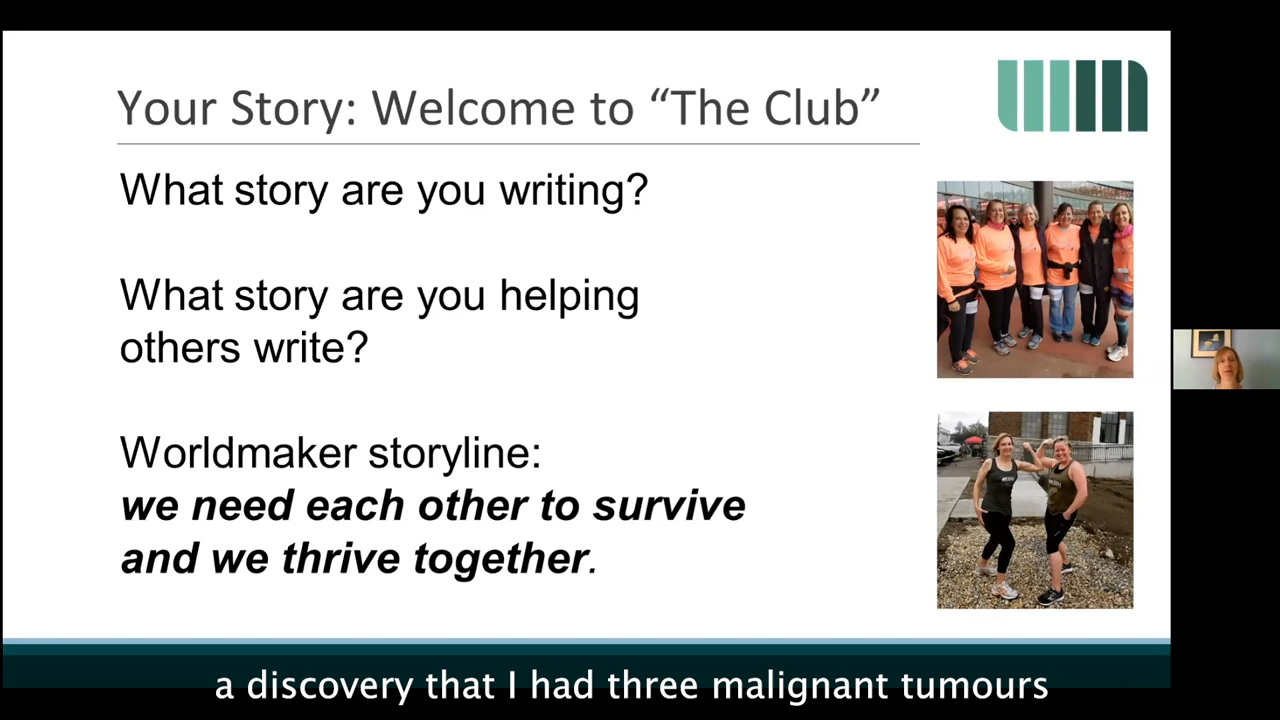 Your Story: Welcome to “The Club”
What story are you writing?
What story are you helping
others write?
Worldmaker storyline:
we need each other to survive
and we thrive together.
a discovery that I had three malignant tumours